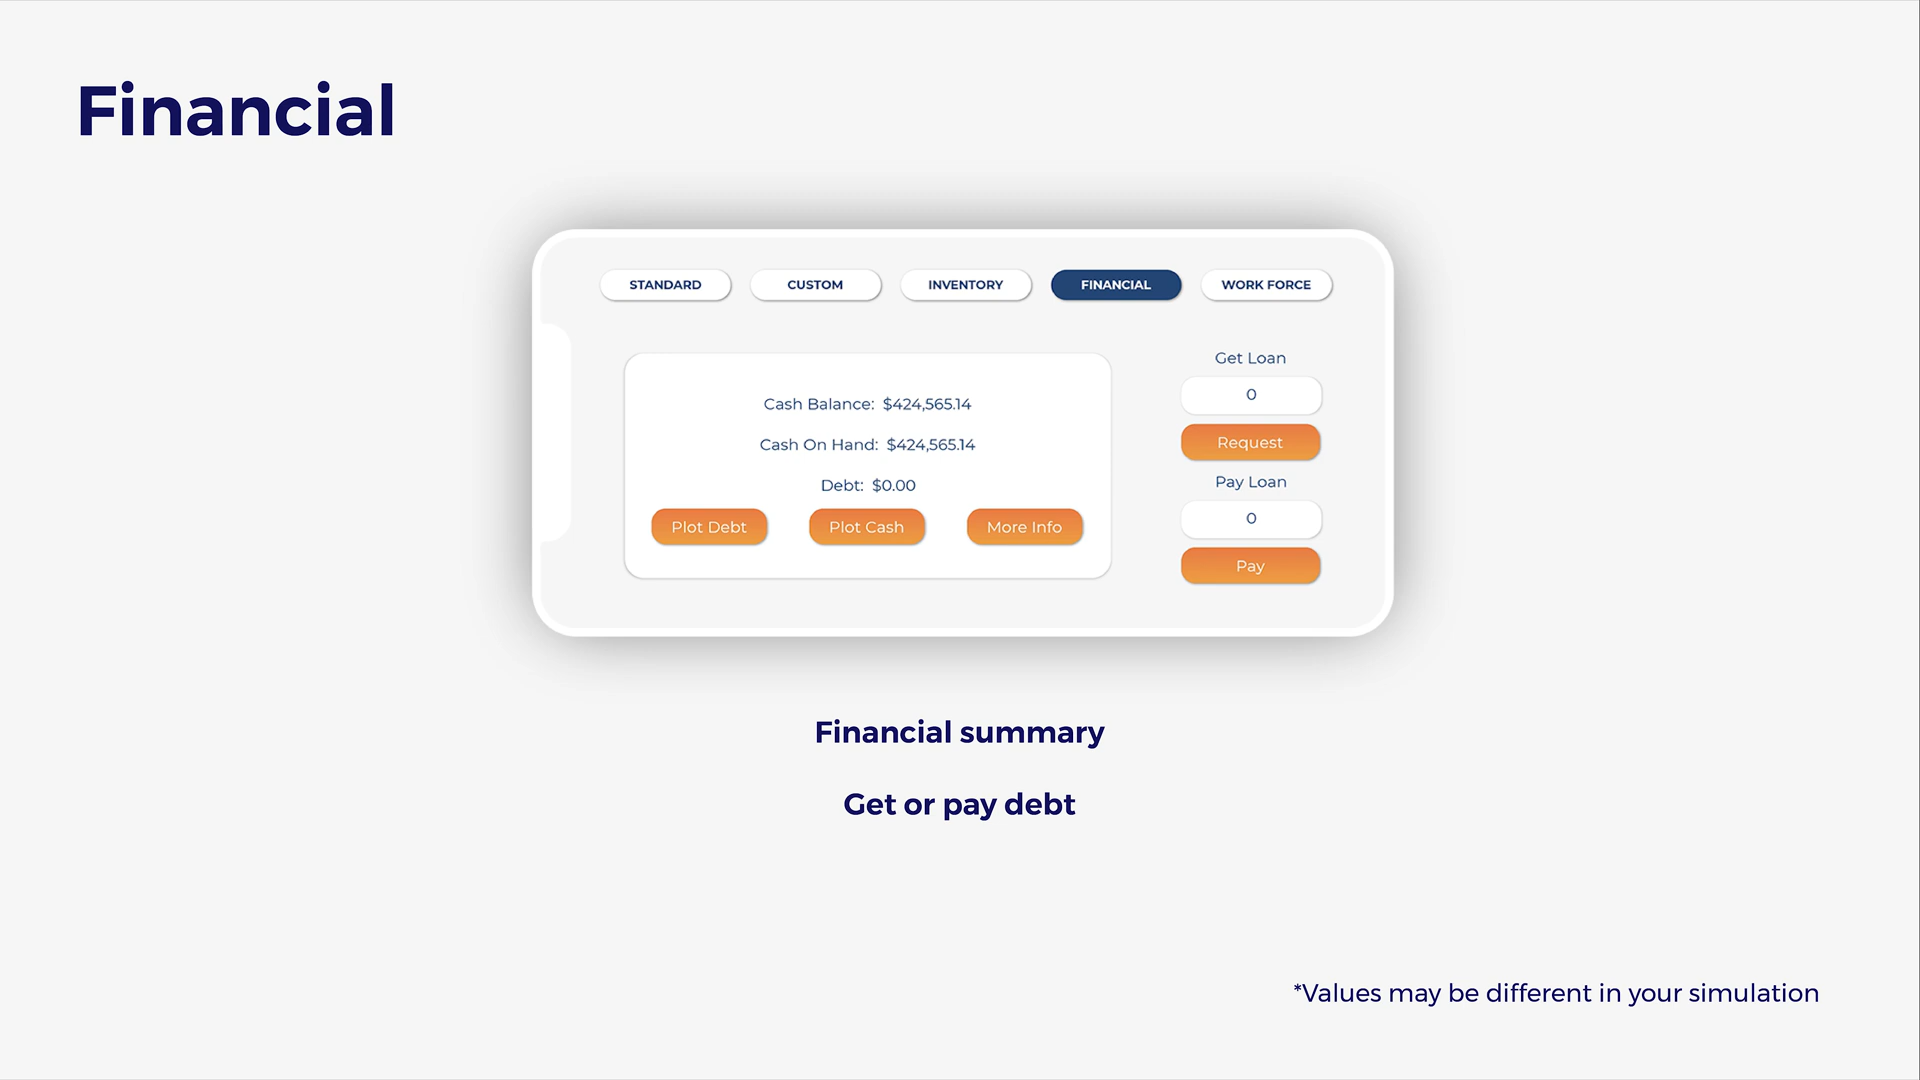 Financial
STANDARD CUSTOM INVENTORY FINANCIAL WORK FORCE
Cash Balance: $424,565.14
Cash On Hand: $424,565.14
Debt: $0.00
Plot Debt Plot Cash More Info
Get Loan
0
Request
Pay Loan
0
Pay
Financial summary
Get or pay debt
*Values may be different in your simulation